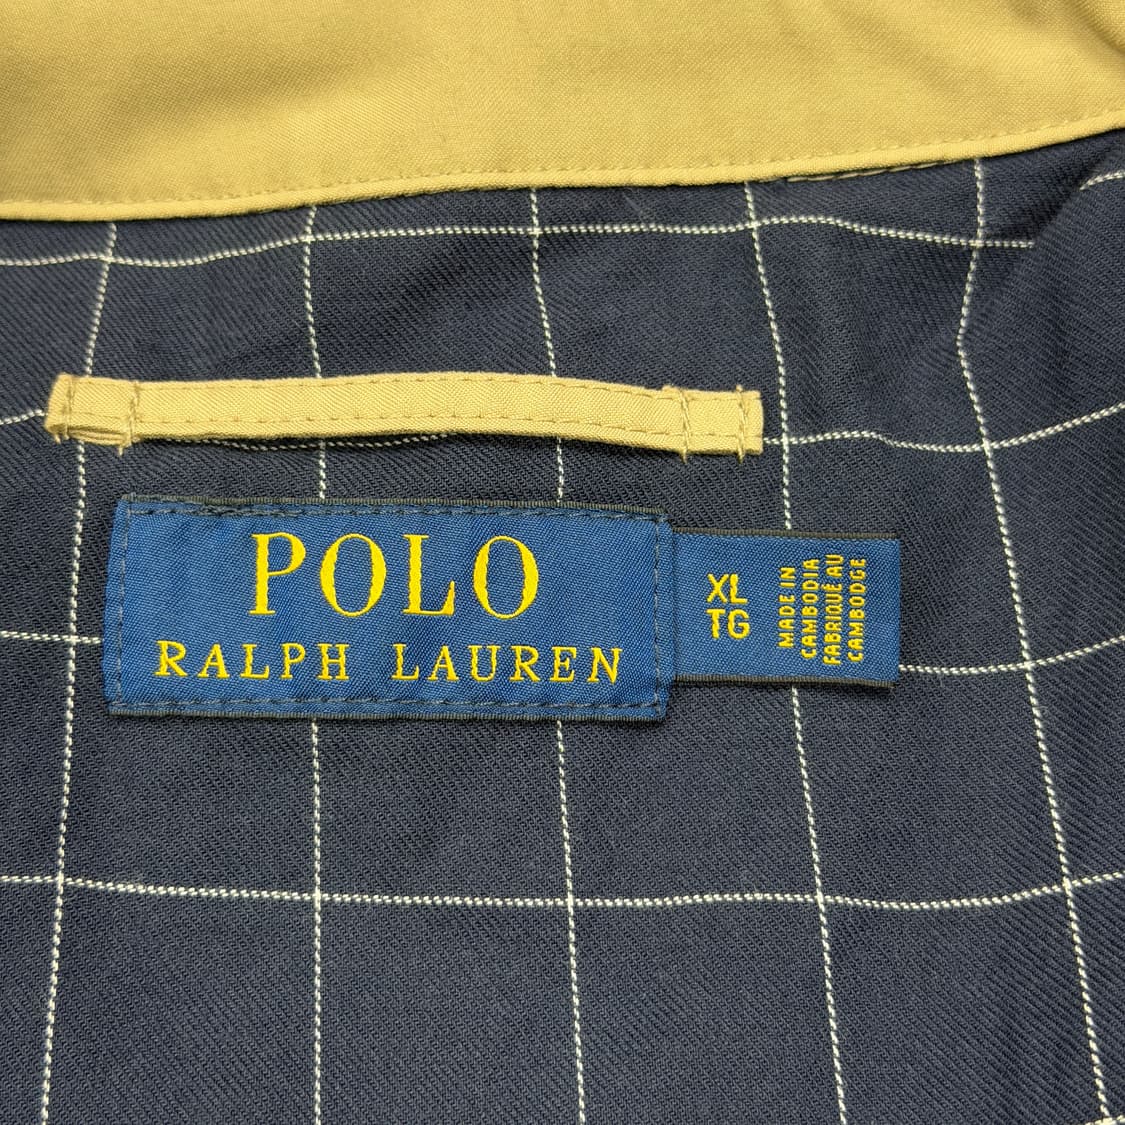 POLO
RALPH LAUREN
XL
TG
MADE IN
CAMBODIA
FABRIQUÉ AU
CAMBODGE